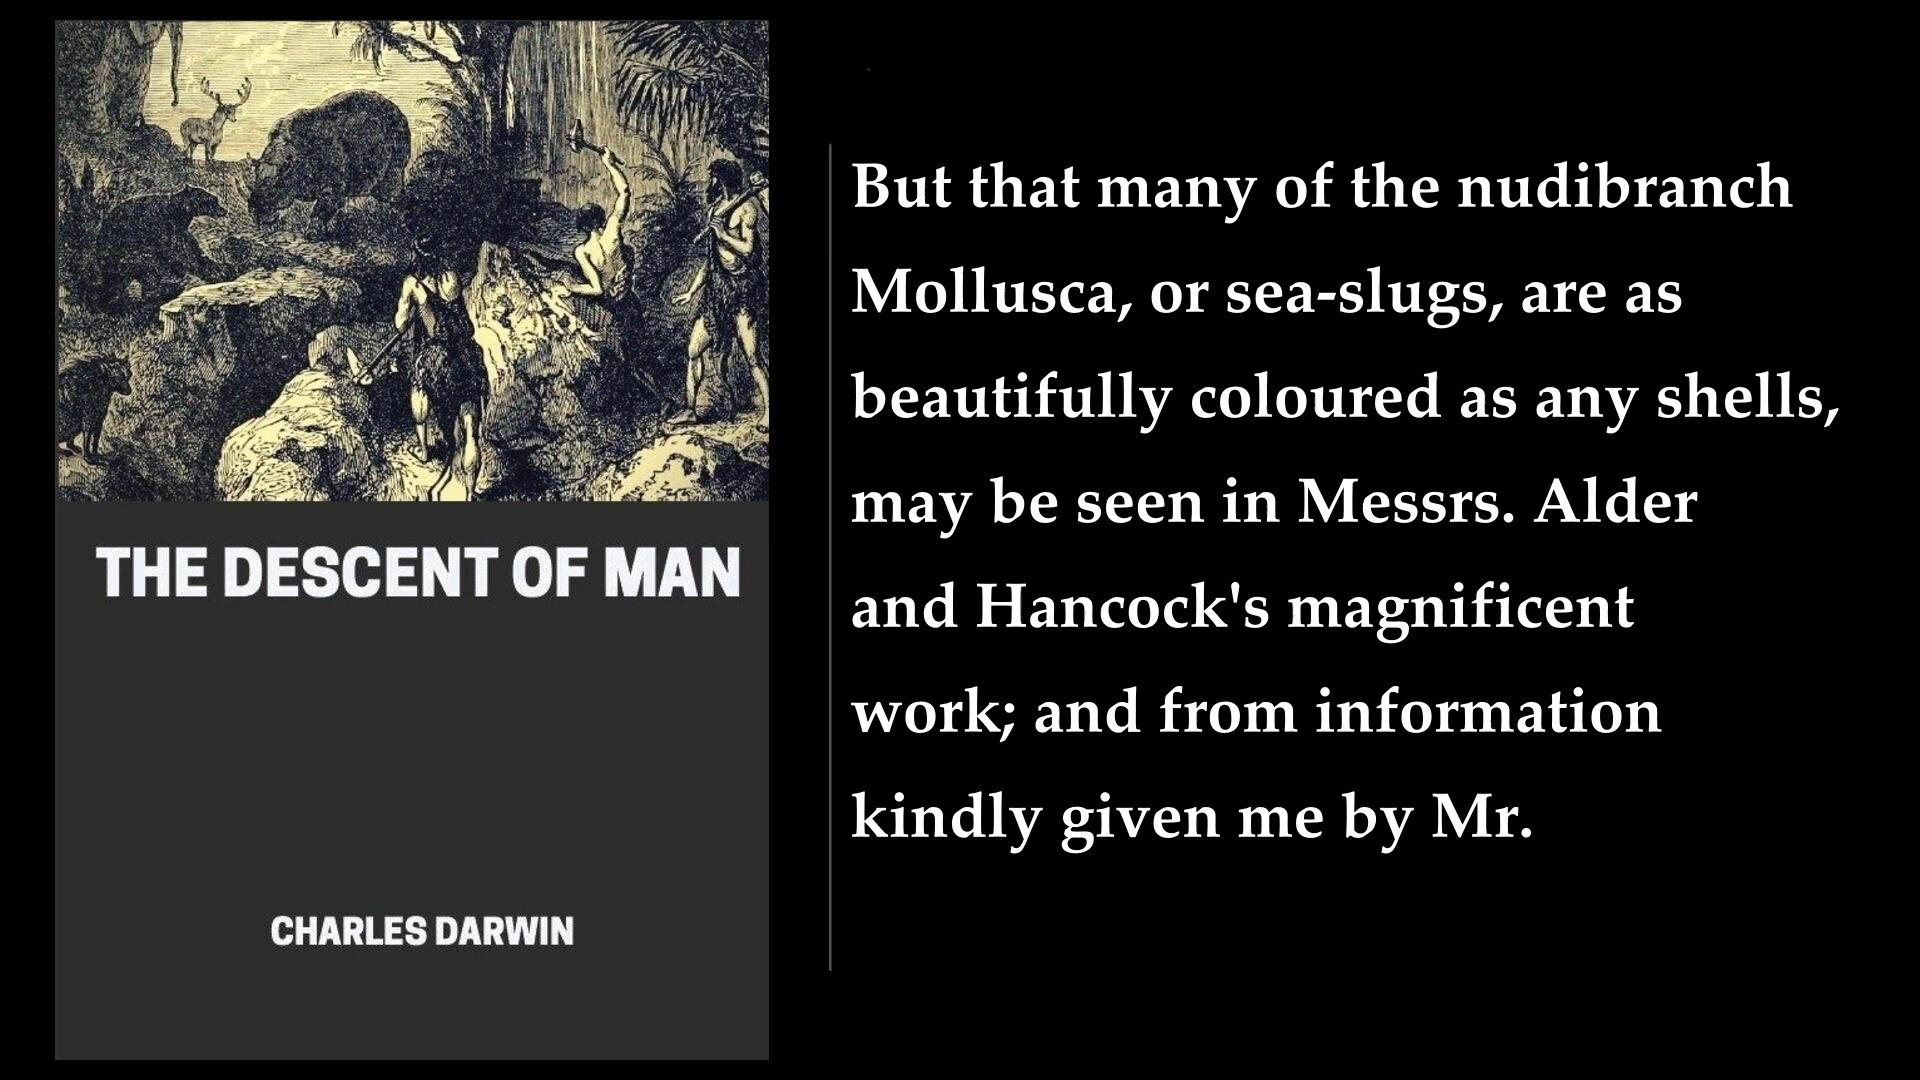 THE DESCENT OF MAN
CHARLES DARWIN
But that many of the nudibranch
Mollusca, or sea-slugs, are as
beautifully coloured as any shells,
may be seen in Messrs. Alder
and Hancock's magnificent
work; and from information
kindly given me by Mr.